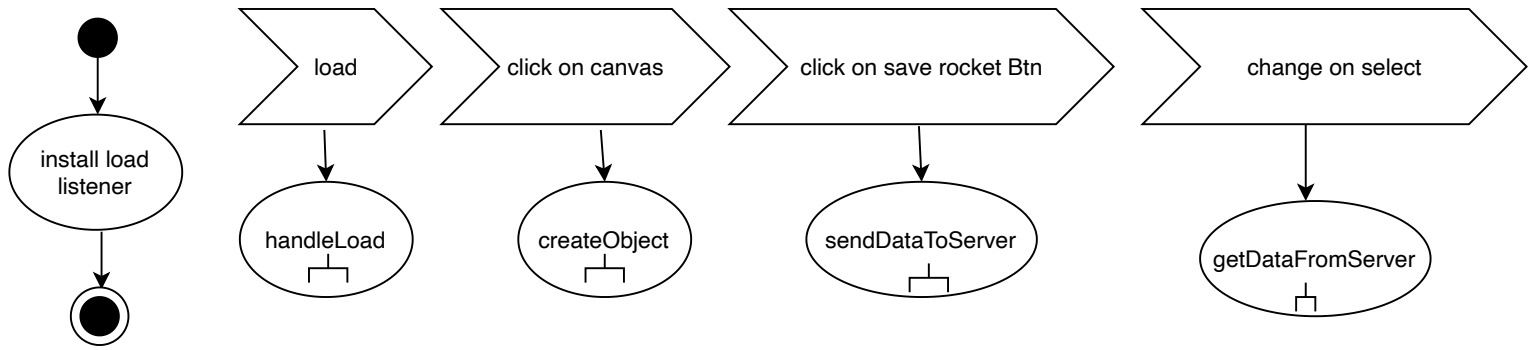 load
click on canvas
click on save rocket Btn
change on select
install load
listener
handleLoad
createObject
sendDataToServer
getDataFromServer